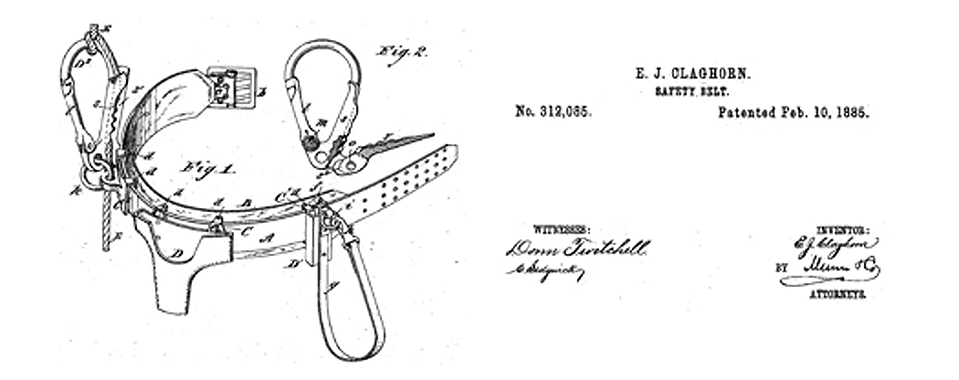 Fig. 2.
Fig. 1.
E. J. CLAGHORN.
SAFETY BELT.
No. 312,085.
Patented Feb. 10, 1885.
WITNESSES:
Donn Twitchell.
C. Sedgwick
INVENTOR:
E. J. Claghorn
BY Munn & Co
ATTORNEYS.